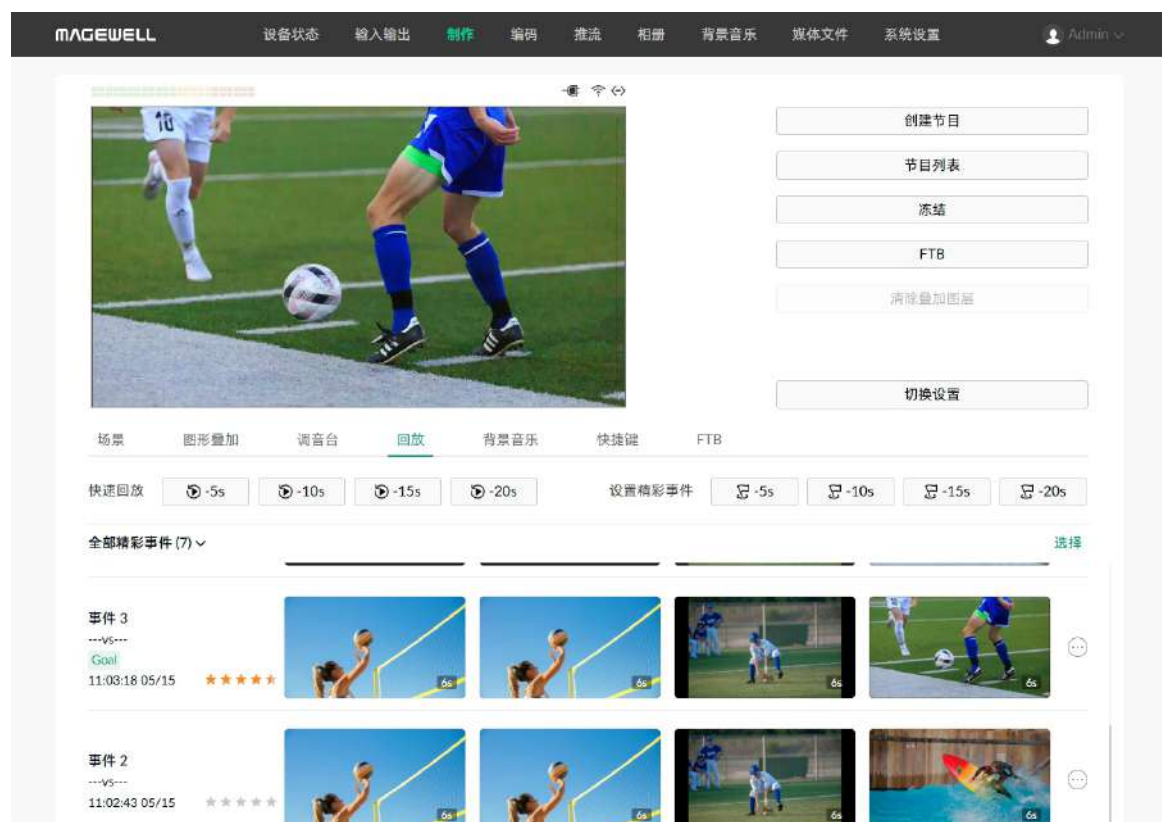 MAGEWELL 设备状态 输入输出 制作 编码 推流 相册 背景音乐 媒体文件 系统设置 Admin
创建节目
节目列表
冻结
FTB
清除叠加图层
切换设置
10
场景 图形叠加 调音台 回放 背景音乐 快捷键 FTB
快速回放 -5s -10s -15s -20s 设置精彩事件 -5s -10s -15s -20s
全部精彩事件 (7) 选择
事件 3
---vs---
Goal
11:03:18 05/15
6s 6s 6s 6s
事件 2
---vs---
11:02:43 05/15
6s 6s 6s 6s